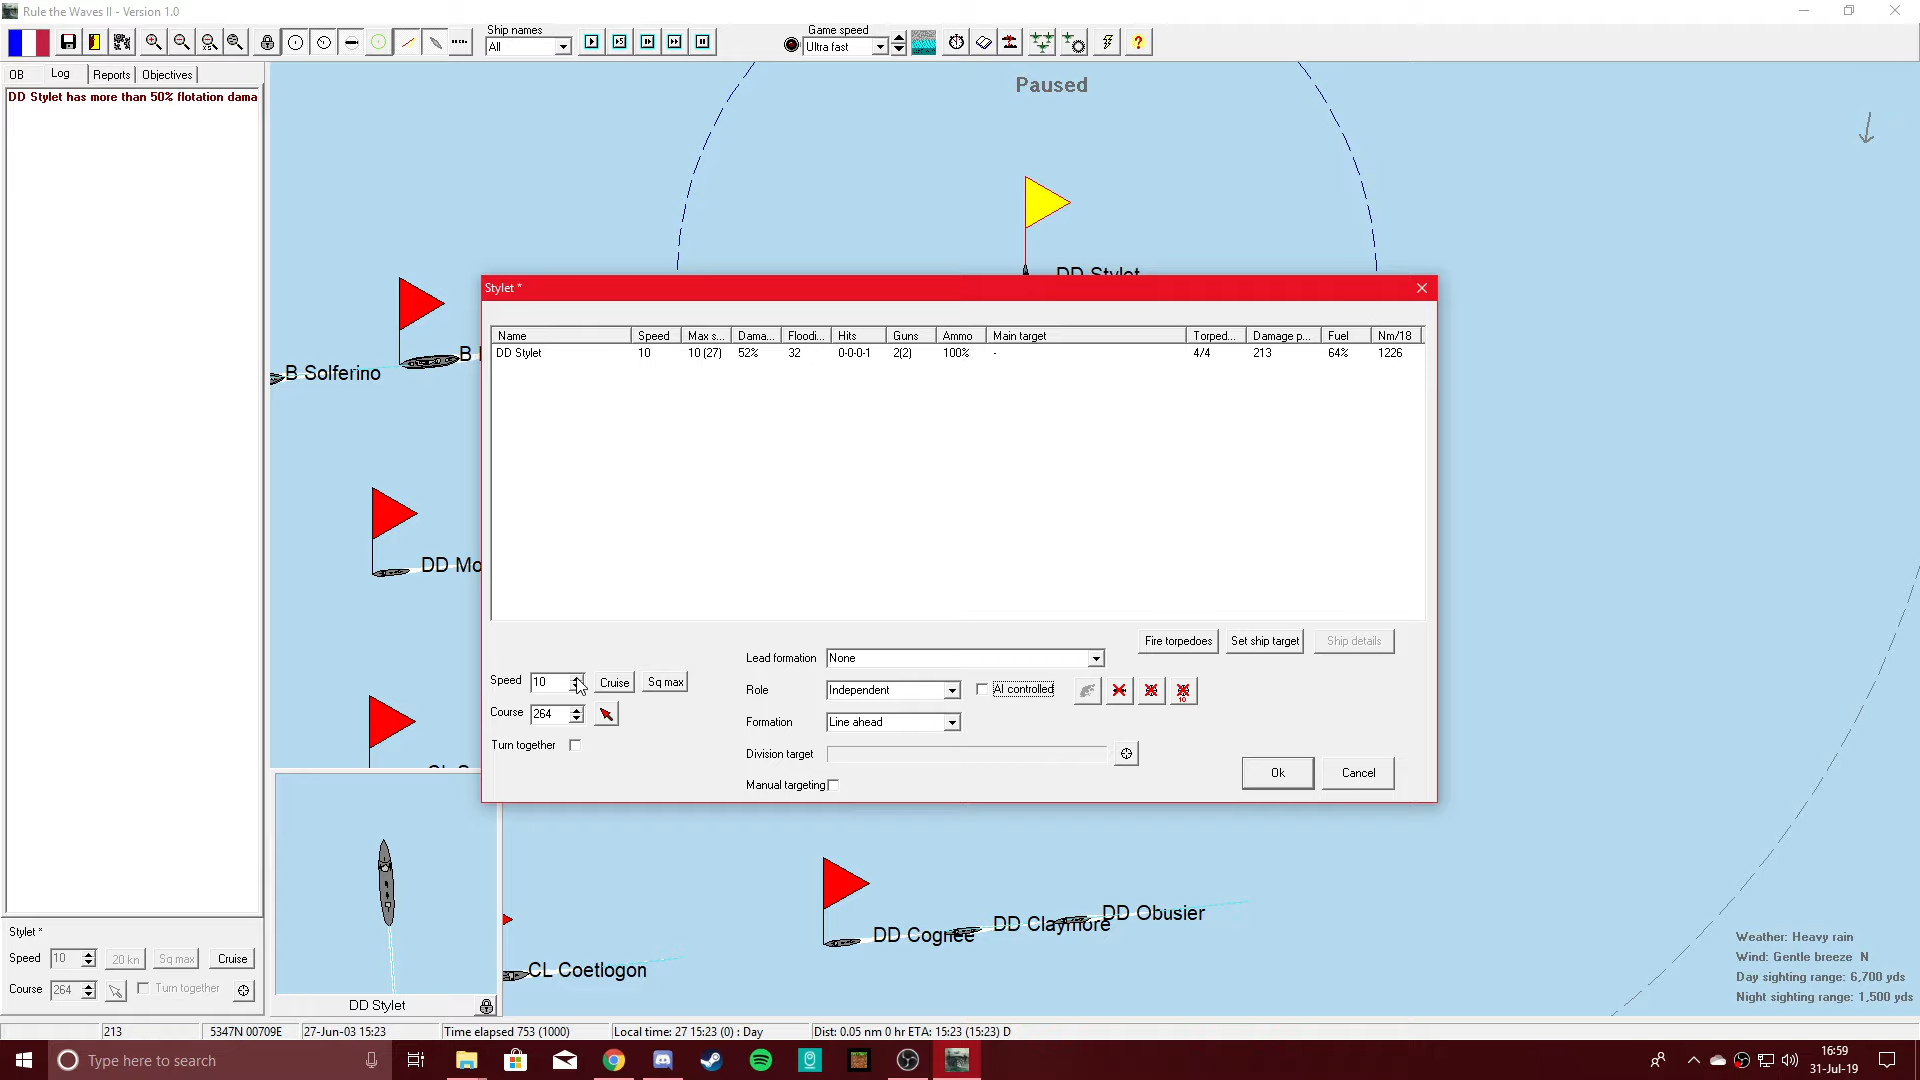 Rule the Waves II - Version 1.0
Ship names
All
Game speed
Ultra fast
OB
Log
Reports
Objectives
DD Stylet has more than 50% flotation dama
Paused
DD Stylet
B Solferino
B
DD Mo
Stylet *
Name Speed Max s... Dama... Floodi... Hits Guns Ammo Main target Torped... Damage p... Fuel Nm/18
DD Stylet 10 10 (27) 52% 32 0-0-0-1 2(2) 100% - 4/4 213 64% 1226
Fire torpedoes
Set ship target
Ship details
Speed 10 Cruise Sq max
Course 264
Turn together
Lead formation None
Role Independent AI controlled
10
Formation Line ahead
Division target
Manual targeting
Ok
Cancel
DD Cognée
DD Claymore
DD Obusier
CL Coetlogon
Weather: Heavy rain
Wind: Gentle breeze N
Day sighting range: 6,700 yds
Night sighting range: 1,500 yds
Stylet *
Speed 10 20 kn Sq max Cruise
Course 264 Turn together
DD Stylet
213 5347N 00709E 27-Jun-03 15:23 Time elapsed 753 (1000) Local time: 27 15:23 (0) : Day Dist: 0.05 nm 0 hr ETA: 15:23 (15:23) D
Type here to search
16:59
31-Jul-19